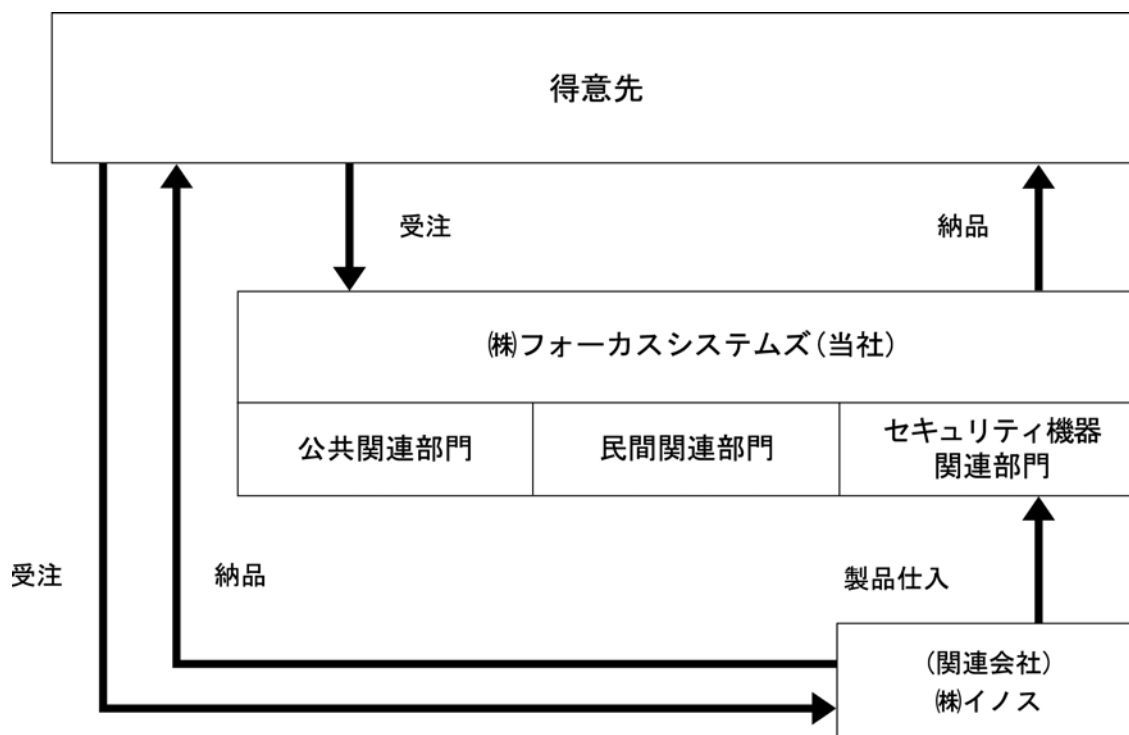 得意先
受注
納品
㈱フォーカスシステムズ(当社)
公共関連部門
民間関連部門
セキュリティ機器
関連部門
受注
納品
製品仕入
(関連会社)
㈱イノス